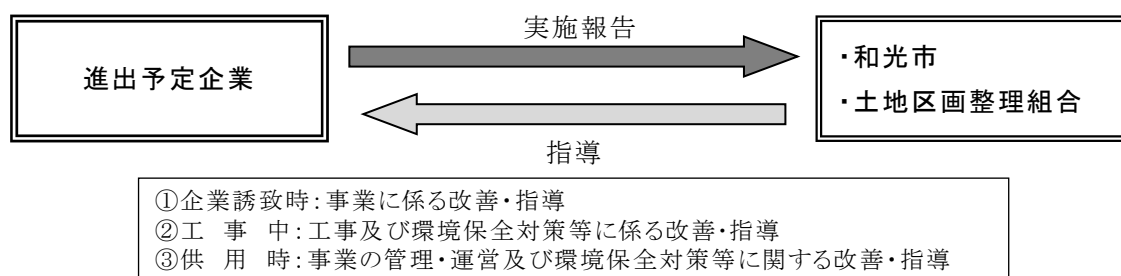 実施報告
進出予定企業
・和光市
・土地区画整理組合
指導
①企業誘致時:事業に係る改善・指導
②工 事 中:工事及び環境保全対策等に係る改善・指導
③供 用 時:事業の管理・運営及び環境保全対策等に関する改善・指導